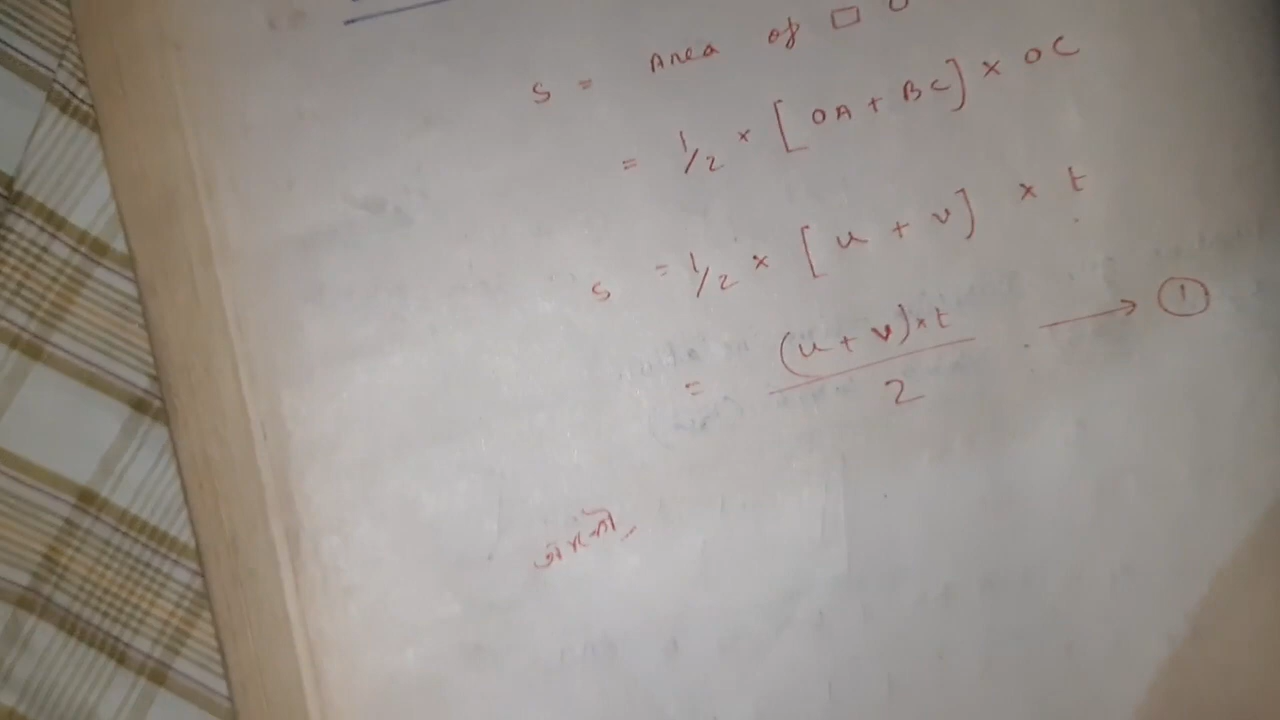 S = Area of □ O
= 1/2 × [OA + BC] × OC
S = 1/2 × [u + v] × t
= (u + v) × t / 2 → ①